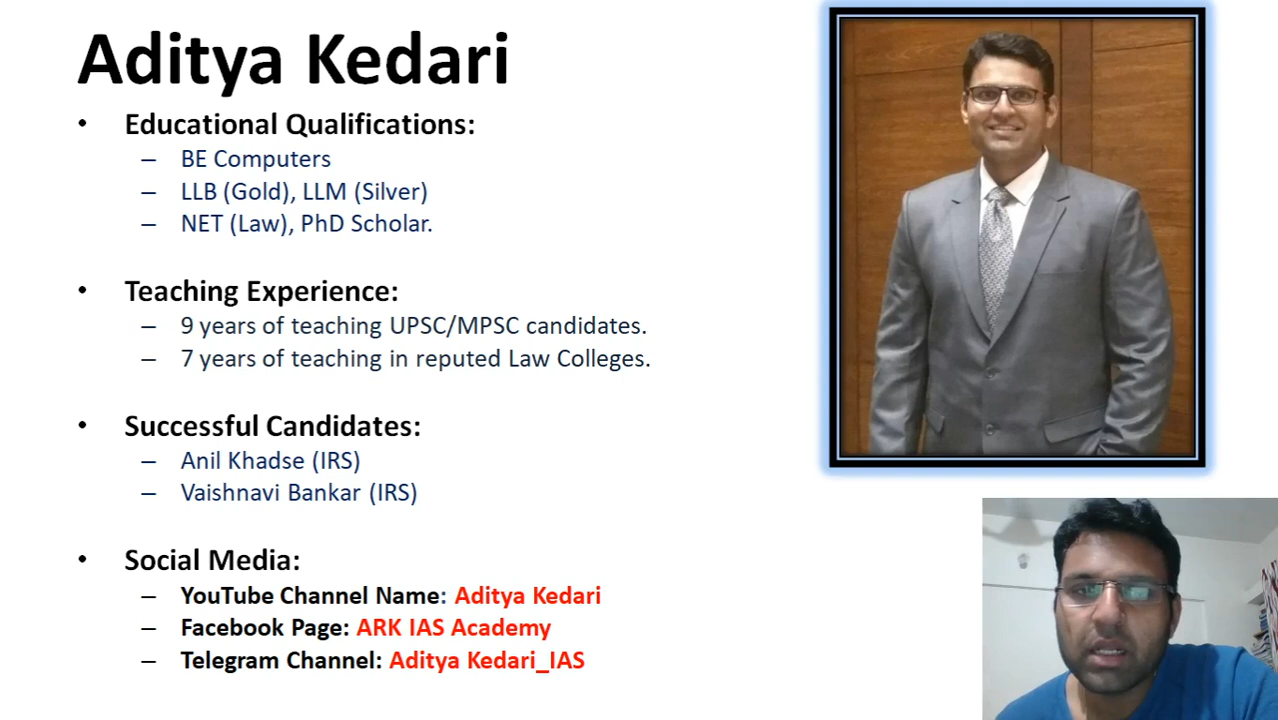 Aditya Kedari
• Educational Qualifications:
– BE Computers
– LLB (Gold), LLM (Silver)
– NET (Law), PhD Scholar.
• Teaching Experience:
– 9 years of teaching UPSC/MPSC candidates.
– 7 years of teaching in reputed Law Colleges.
• Successful Candidates:
– Anil Khadse (IRS)
– Vaishnavi Bankar (IRS)
• Social Media:
– YouTube Channel Name: Aditya Kedari
– Facebook Page: ARK IAS Academy
– Telegram Channel: Aditya Kedari_IAS